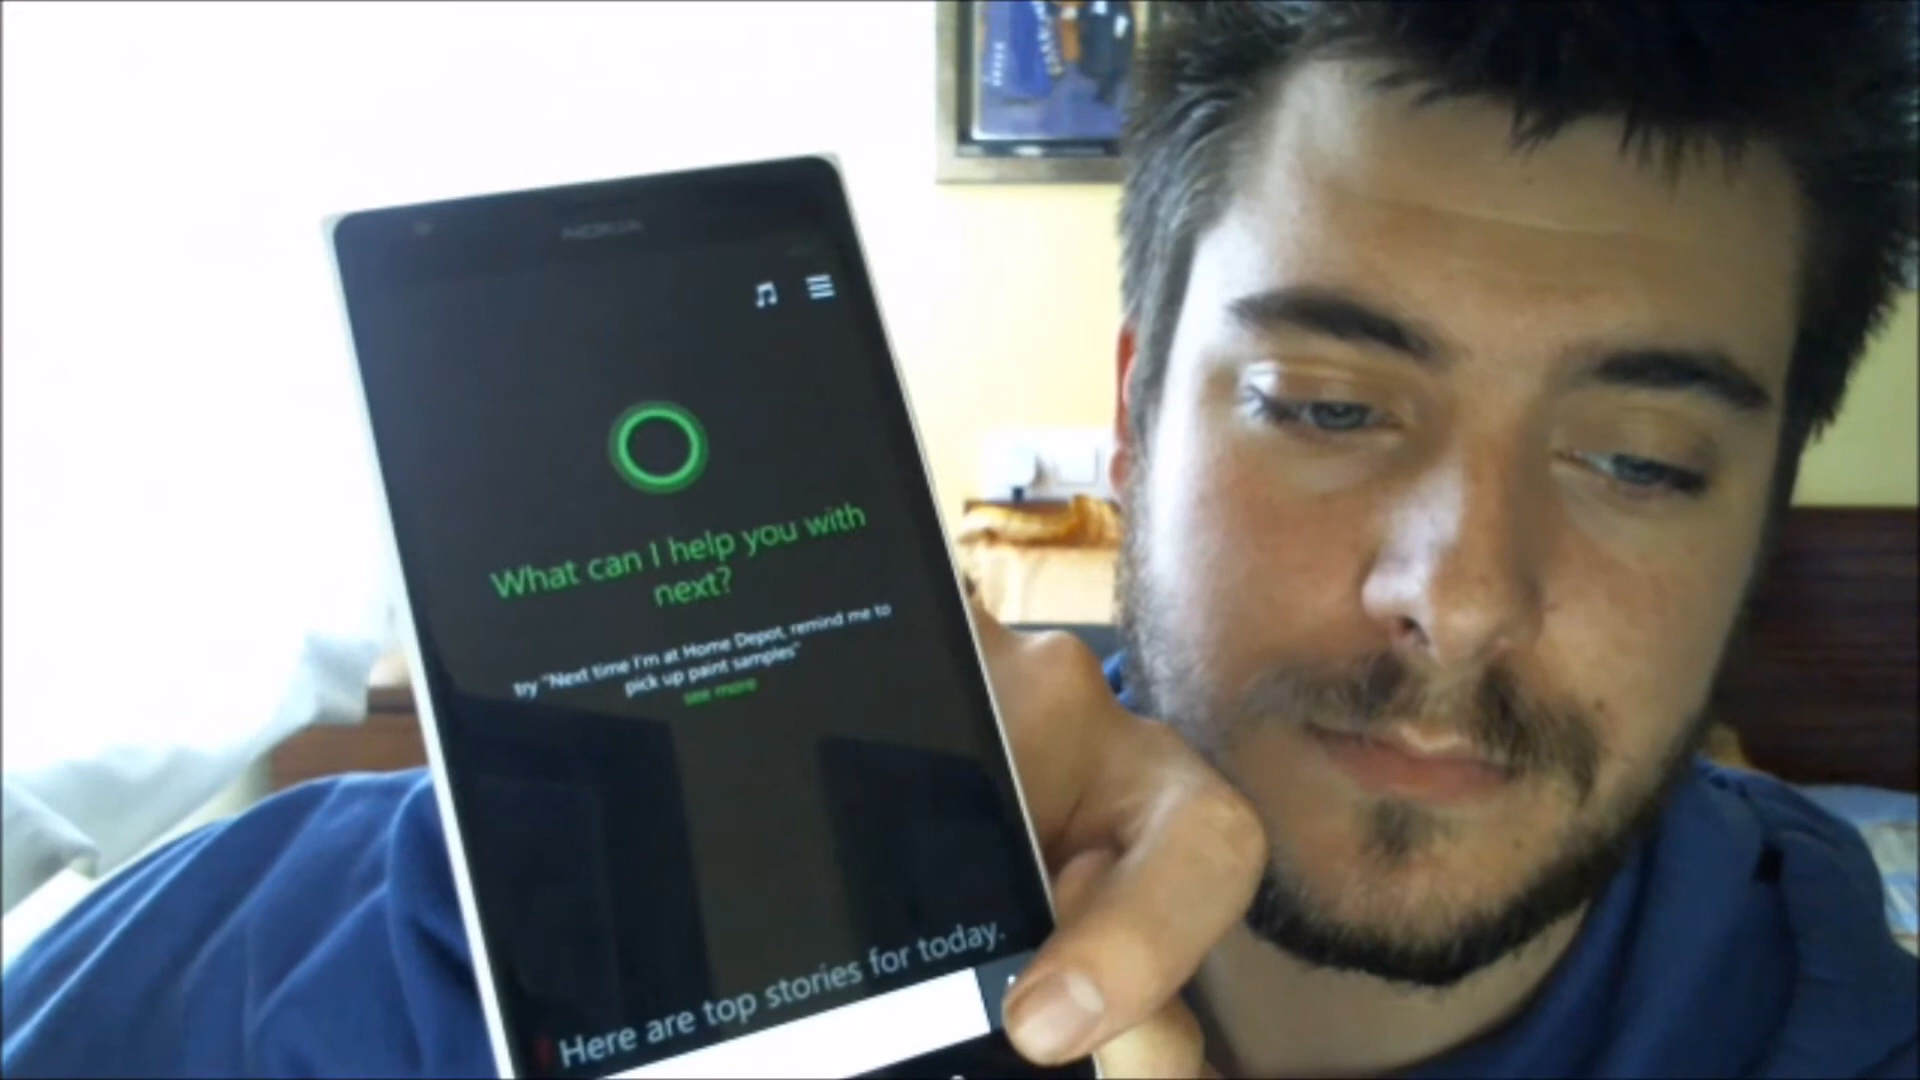 NOKIA
What can I help you with
next?
try "Next time I'm at Home Depot, remind me to
pick up paint samples"
see more
Here are top stories for today.